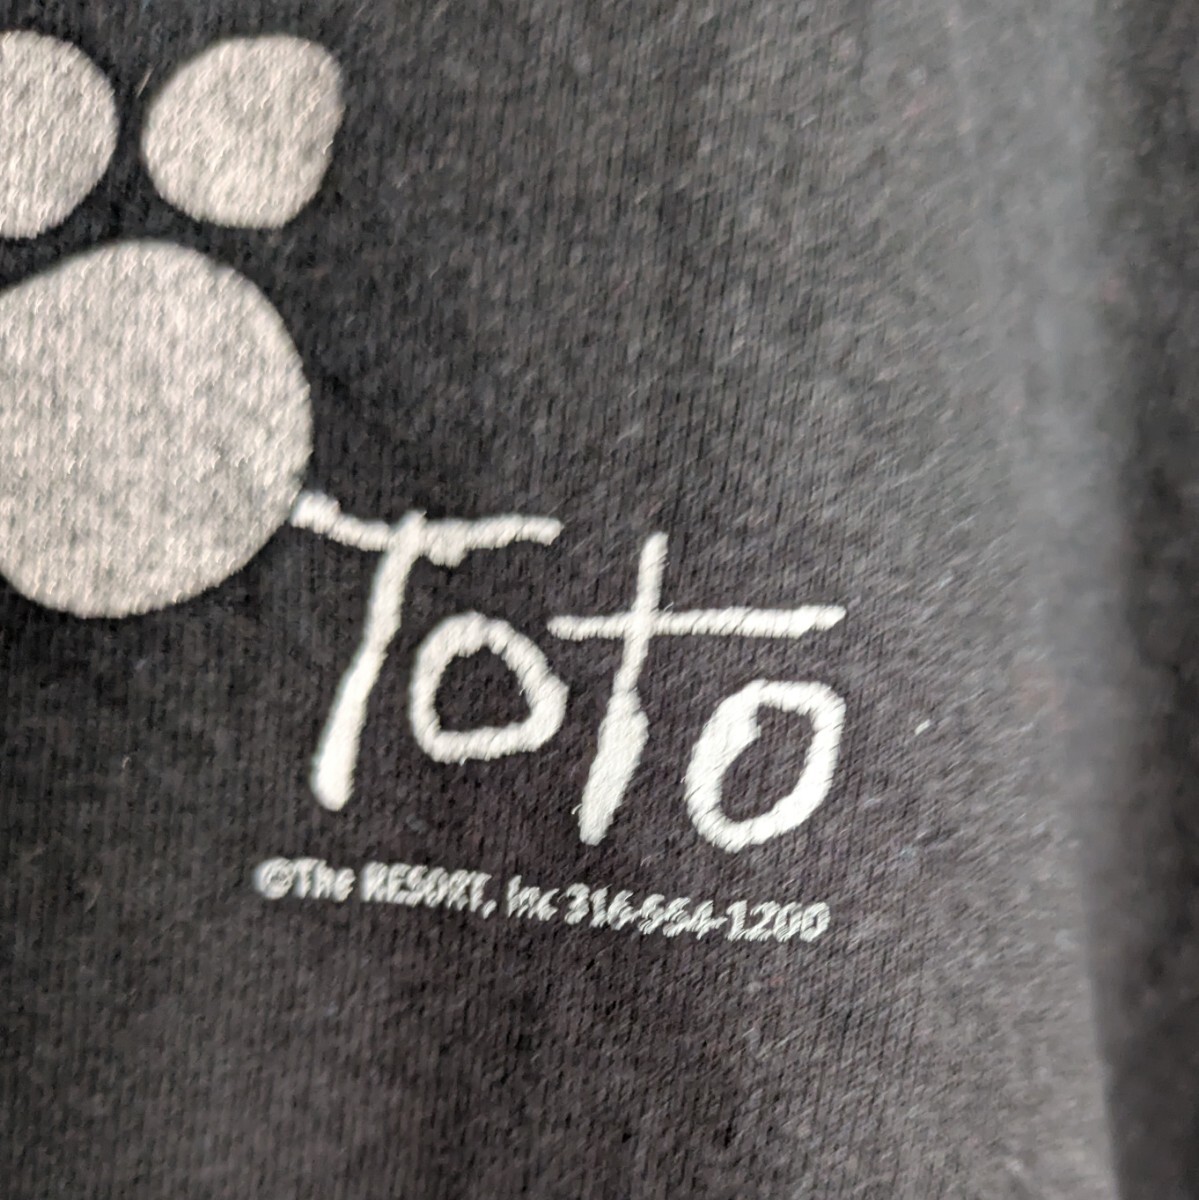 Toto
©The RESORT, Inc 316-554-1200